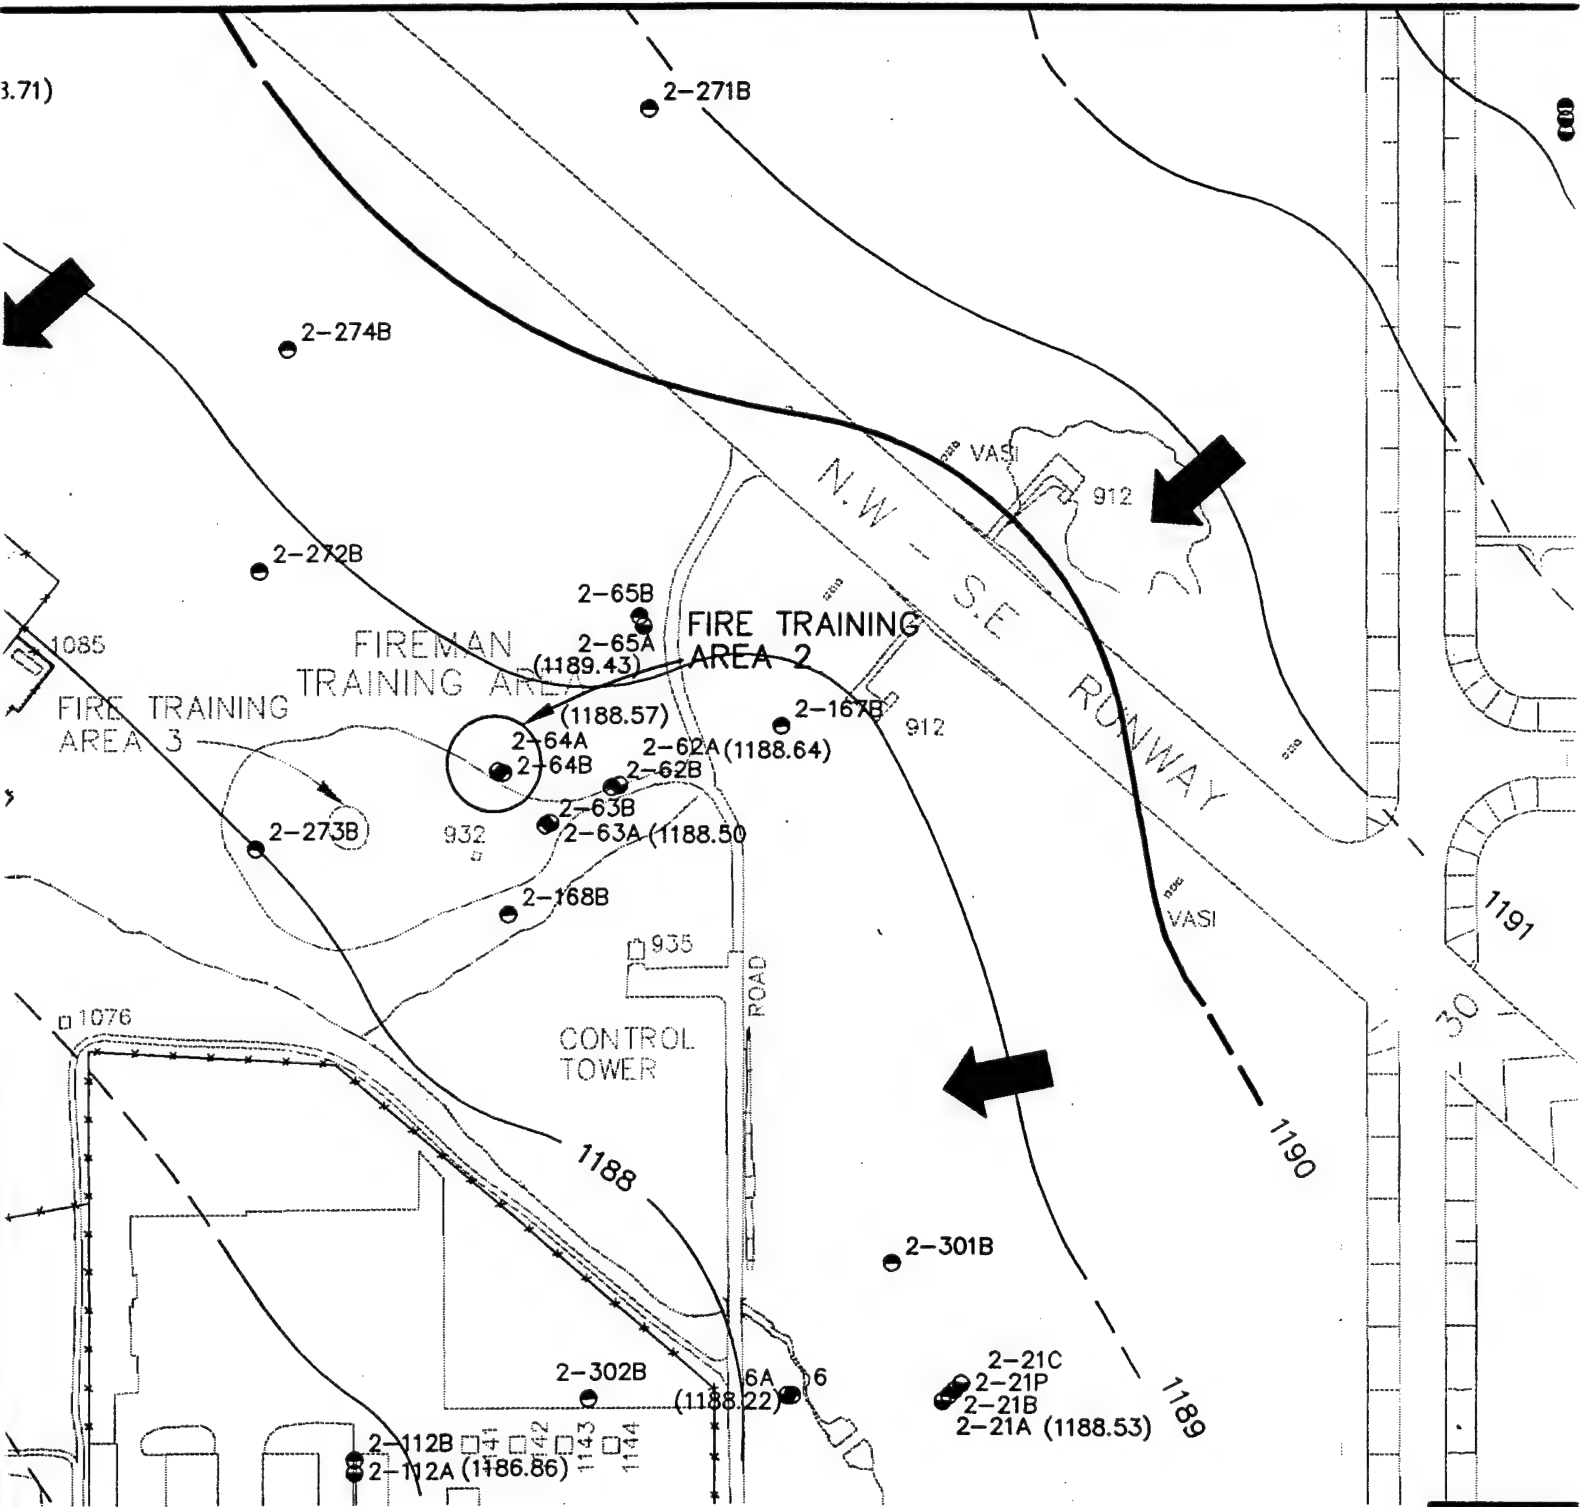 3.71)
2-271B
2-274B
VASI
912
N.W - S.E RUNWAY
2-272B
2-65B
2-65A
(1189.43)
FIRE TRAINING
AREA 2
1085
FIREMAN
TRAINING AREA
FIRE TRAINING
AREA 3
(1188.57)
2-64A
2-64B
2-167B
912
2-62A (1188.64)
2-62B
2-63B
2-63A (1188.50
2-273B
932
2-168B
VASI
935
1191
ROAD
30
1076
CONTROL
TOWER
1188
1190
2-301B
2-302B
6A 6
(1188.22)
2-21C
2-21P
2-21B
2-21A (1188.53)
1189
2-112B
2-112A (1186.86)
1141
1142
1143
1144